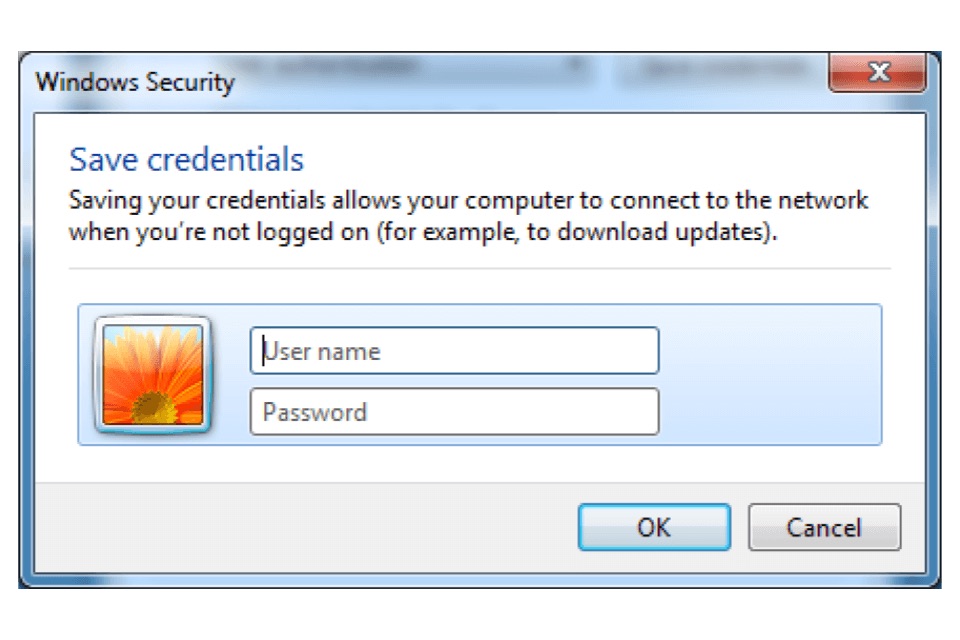 Windows Security
Save credentials
Saving your credentials allows your computer to connect to the network
when you're not logged on (for example, to download updates).
User name
Password
OK
Cancel